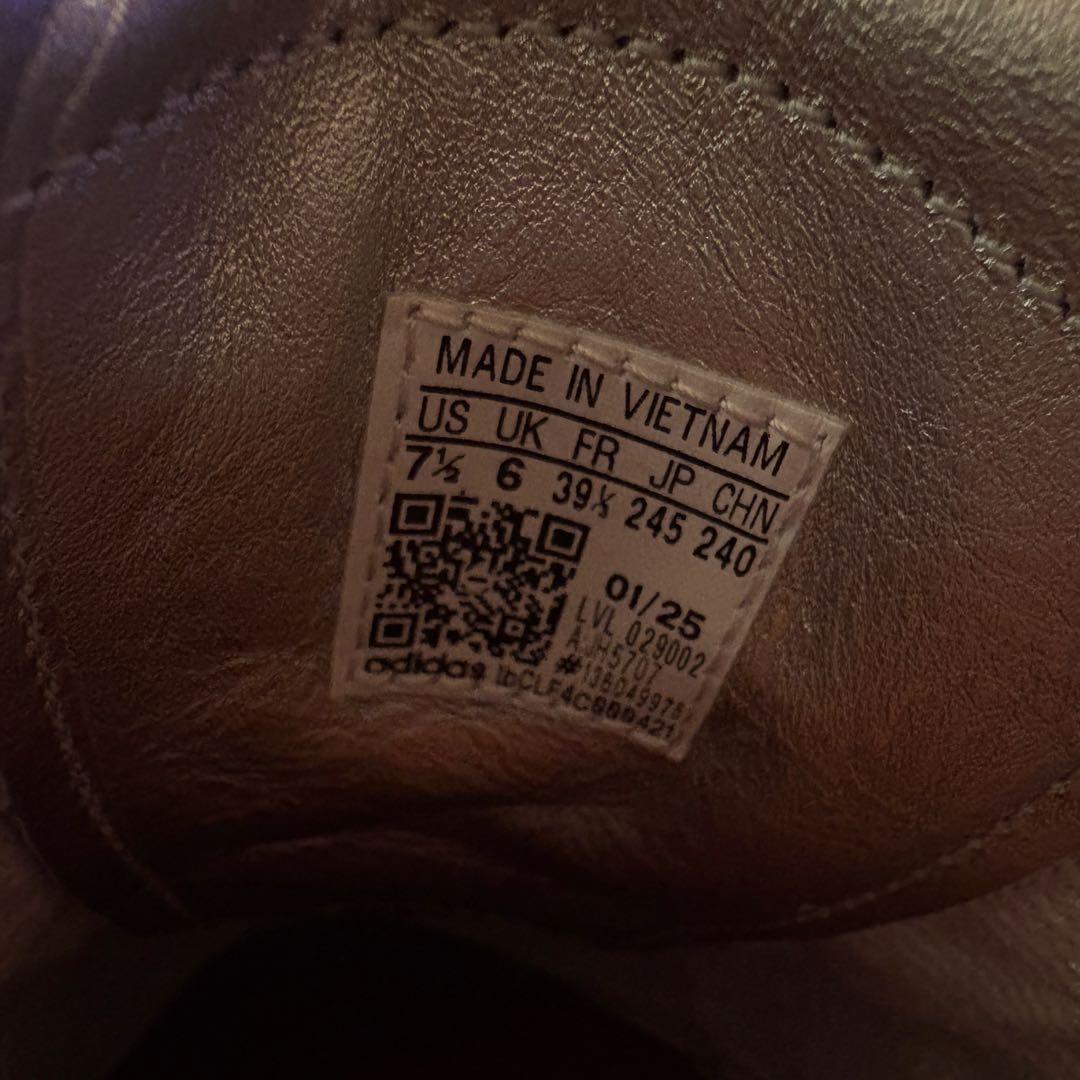 MADE IN VIETNAM
US UK FR JP CHN
7½ 6 39⅓ 245 240
01/25
LVL 029002
AJH5707
adidas